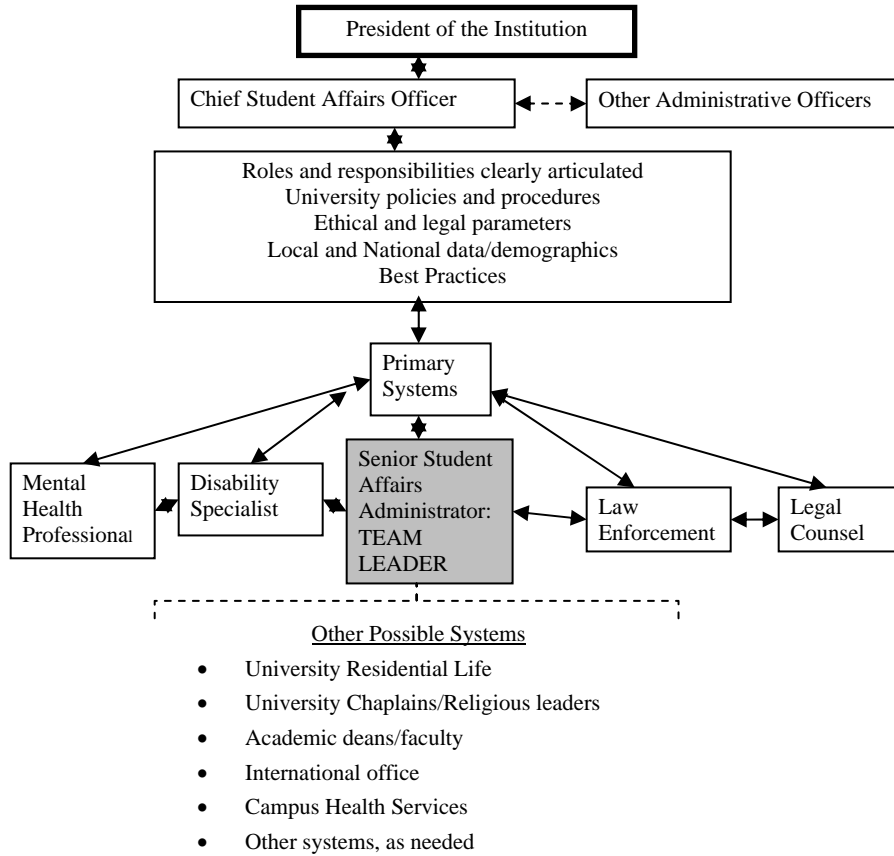 President of the Institution
Chief Student Affairs Officer
Other Administrative Officers
Roles and responsibilities clearly articulated
University policies and procedures
Ethical and legal parameters
Local and National data/demographics
Best Practices
Primary
Systems
Mental
Health
Professional
Disability
Specialist
Senior Student
Affairs
Administrator:
TEAM
LEADER
Law
Enforcement
Legal
Counsel
Other Possible Systems
• University Residential Life
• University Chaplains/Religious leaders
• Academic deans/faculty
• International office
• Campus Health Services
• Other systems, as needed